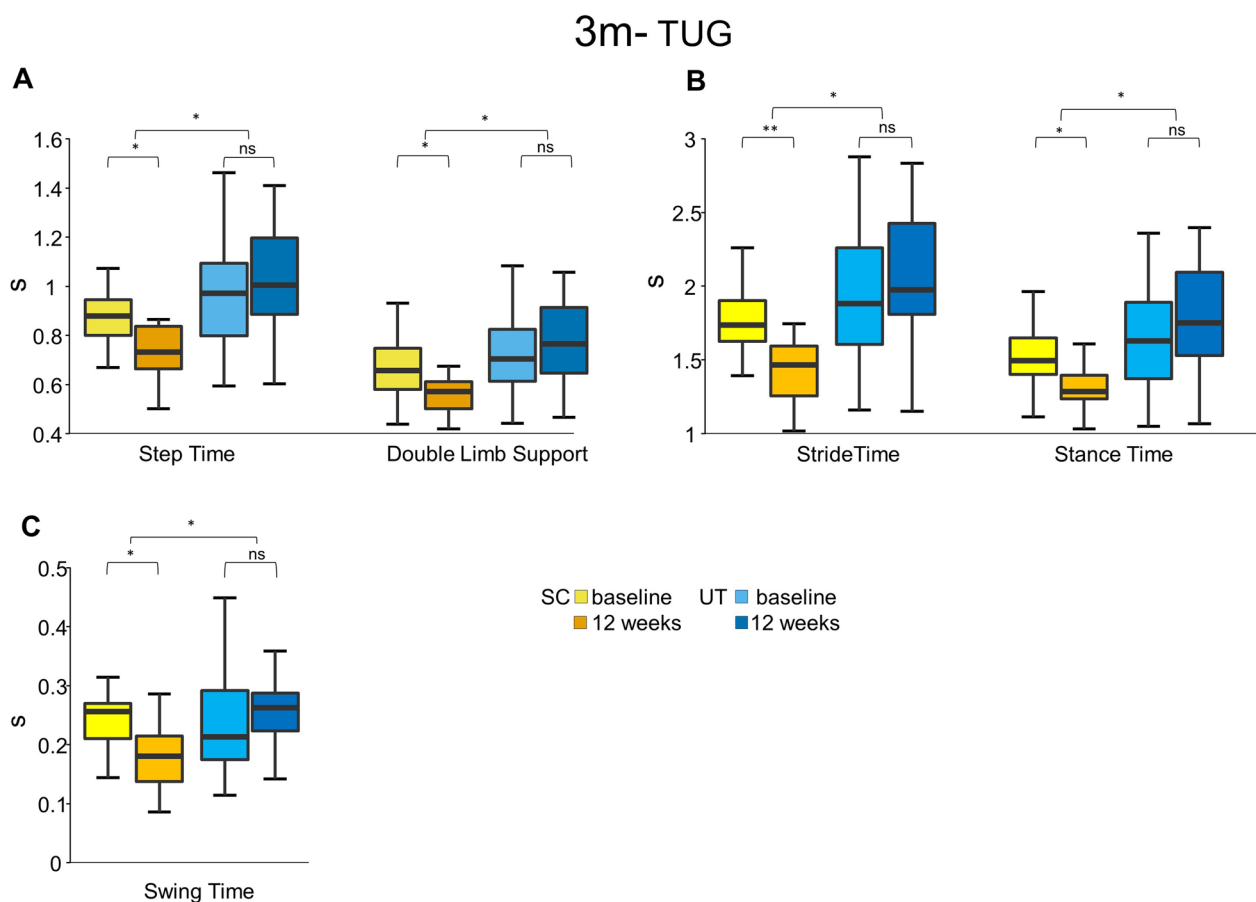 3m- TUG
A
* *
* ns * ns
1.6
1.4
1.2
1
0.8
0.6
0.4
s
Step Time Double Limb Support
B
* *
** ns * ns
3
2.5
2
1.5
1
s
StrideTime Stance Time
C
*
* ns
0.5
0.4
0.3
0.2
0.1
0
s
Swing Time
SC baseline UT baseline
12 weeks 12 weeks